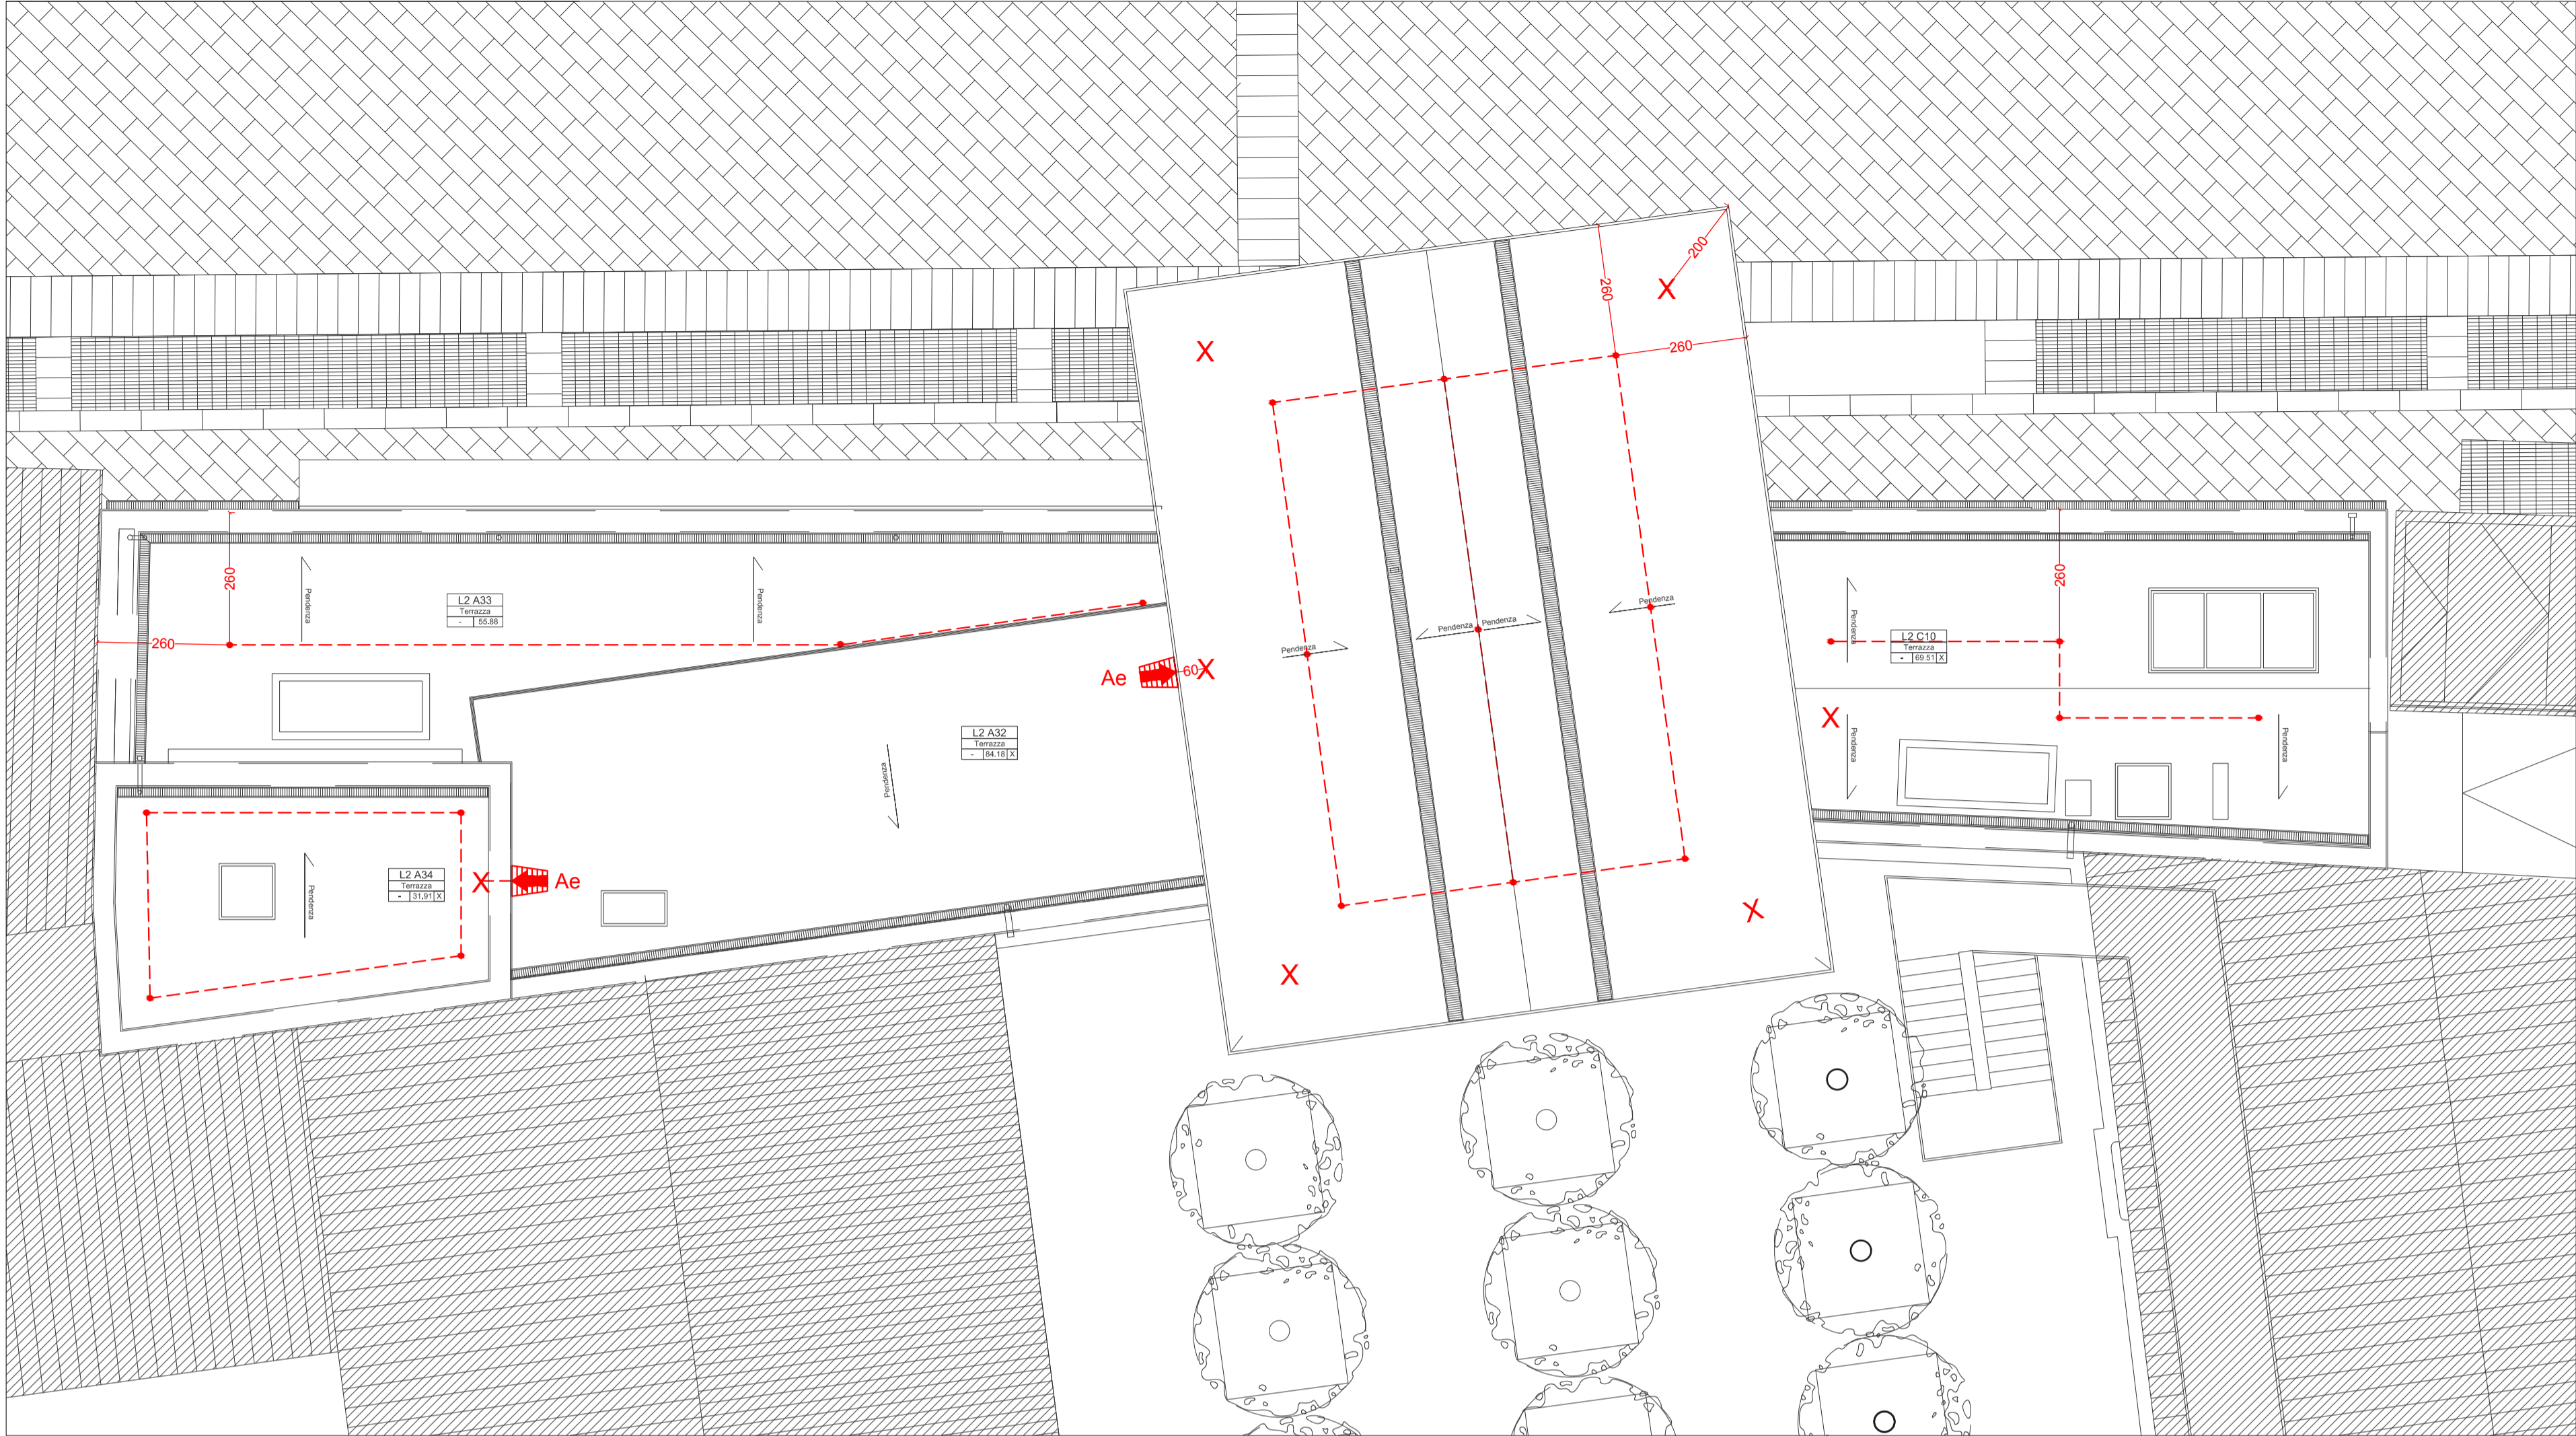 200
260
X
X
260
260
Pendenza
Pendenza
L2 A33
Terrazza
- 55.88
260
Pendenza
Pendenza
Pendenza
Pendenza
260
Pendenza
L2 C10
Terrazza
- 69.51 X
260
Ae
60
X
X
L2 A32
Terrazza
- 84.18 X
Pendenza
Pendenza
Pendenza
L2 A34
Terrazza
- 31,91 X
X
Ae
Pendenza
X
X